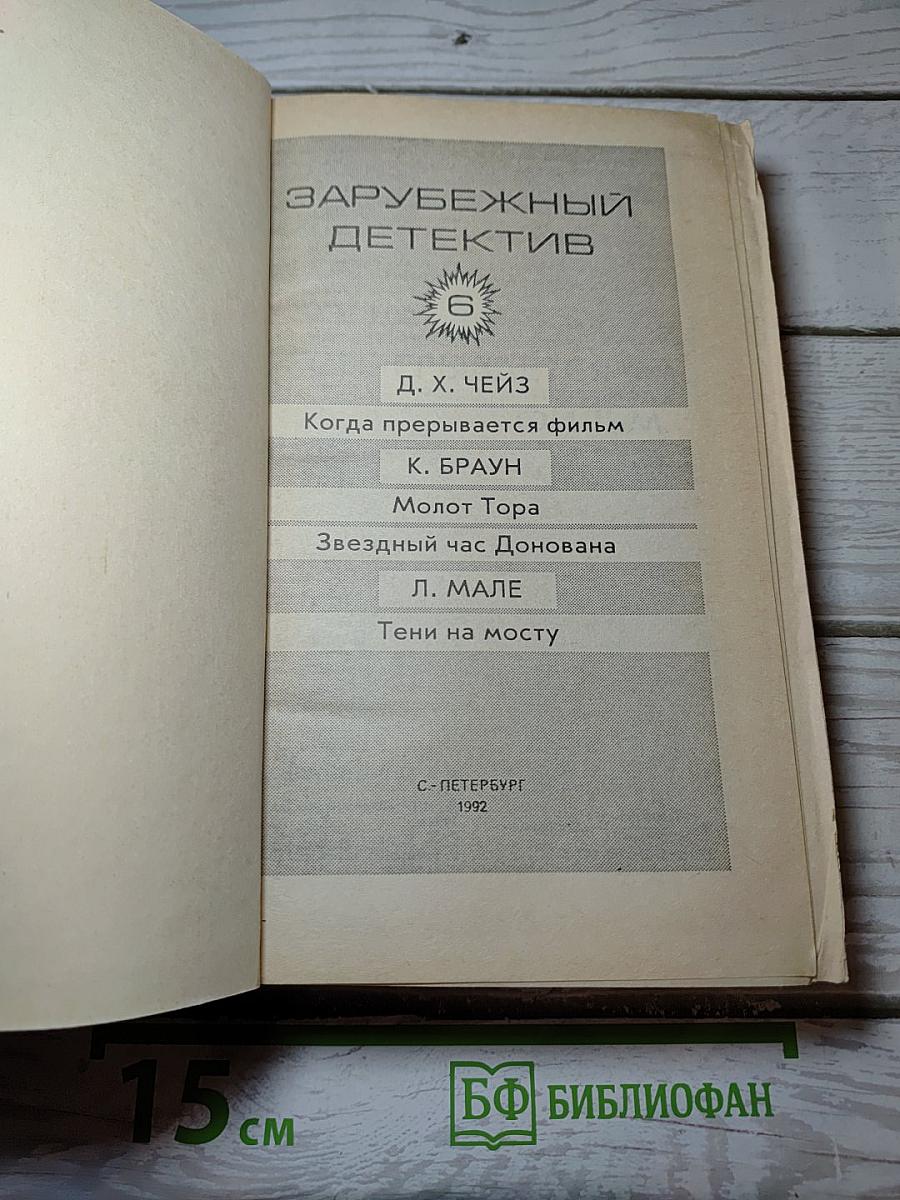 ЗАРУБЕЖНЫЙ
ДЕТЕКТИВ
6
Д. Х. ЧЕЙЗ
Когда прерывается фильм
К. БРАУН
Молот Тора
Звездный час Донована
Л. МАЛЕ
Тени на мосту
С.-ПЕТЕРБУРГ
1992
15 см
БФ БИБЛИОФАН